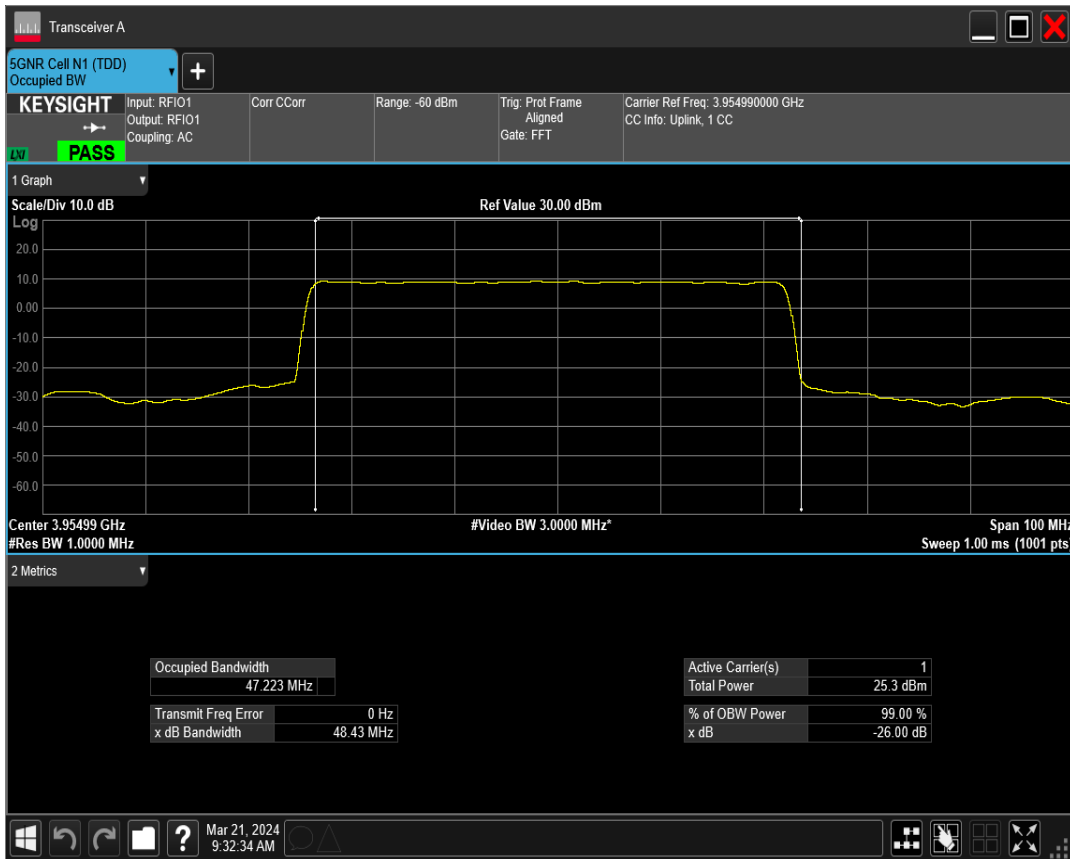 Transceiver A
5GNR Cell N1 (TDD)
Occupied BW
+
KEYSIGHT
LXI
PASS
Input: RFIO1
Output: RFIO1
Coupling: AC
Corr CCorr
Range: -60 dBm
Trig: Prot Frame
Aligned
Gate: FFT
Carrier Ref Freq: 3.954990000 GHz
CC Info: Uplink, 1 CC
1 Graph
Scale/Div 10.0 dB
Ref Value 30.00 dBm
Log
20.0
10.0
0.00
-10.0
-20.0
-30.0
-40.0
-50.0
-60.0
Center 3.95499 GHz
#Video BW 3.0000 MHz*
Span 100 MHz
#Res BW 1.0000 MHz
Sweep 1.00 ms (1001 pts)
2 Metrics
Occupied Bandwidth
47.223 MHz
Active Carrier(s) 1
Total Power 25.3 dBm
Transmit Freq Error 0 Hz
x dB Bandwidth 48.43 MHz
% of OBW Power 99.00 %
x dB -26.00 dB
?
Mar 21, 2024
9:32:34 AM